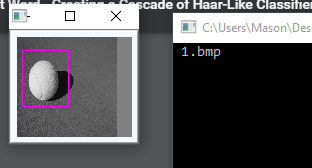 t Word - Creating a Cascade of Haar-Like Classifier
C:\Users\Mason\Des
1.bmp